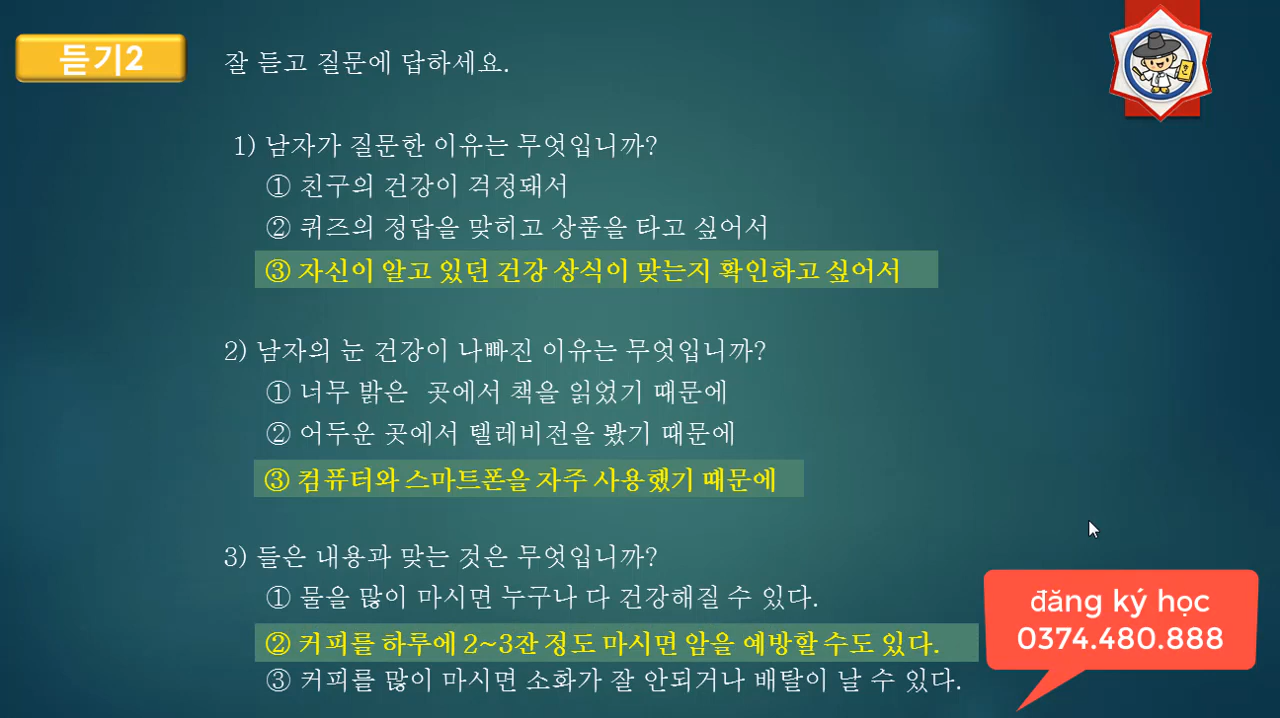 듣기2
잘 듣고 질문에 답하세요.
1) 남자가 질문한 이유는 무엇입니까?
① 친구의 건강이 걱정돼서
② 퀴즈의 정답을 맞히고 상품을 타고 싶어서
③ 자신이 알고 있던 건강 상식이 맞는지 확인하고 싶어서
2) 남자의 눈 건강이 나빠진 이유는 무엇입니까?
① 너무 밝은 곳에서 책을 읽었기 때문에
② 어두운 곳에서 텔레비전을 봤기 때문에
③ 컴퓨터와 스마트폰을 자주 사용했기 때문에
3) 들은 내용과 맞는 것은 무엇입니까?
① 물을 많이 마시면 누구나 다 건강해질 수 있다.
② 커피를 하루에 2~3잔 정도 마시면 암을 예방할 수도 있다.
③ 커피를 많이 마시면 소화가 잘 안되거나 배탈이 날 수 있다.
đăng ký học
0374.480.888